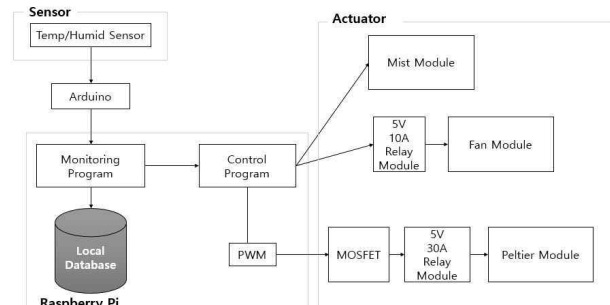 Sensor
Temp/Humid Sensor
Actuator
Mist Module
Arduino
5V
10A
Relay
Module
Fan Module
Monitoring
Program
Control
Program
Local
Database
PWM
MOSFET
5V
30A
Relay
Module
Peltier Module
Raspberry Pi